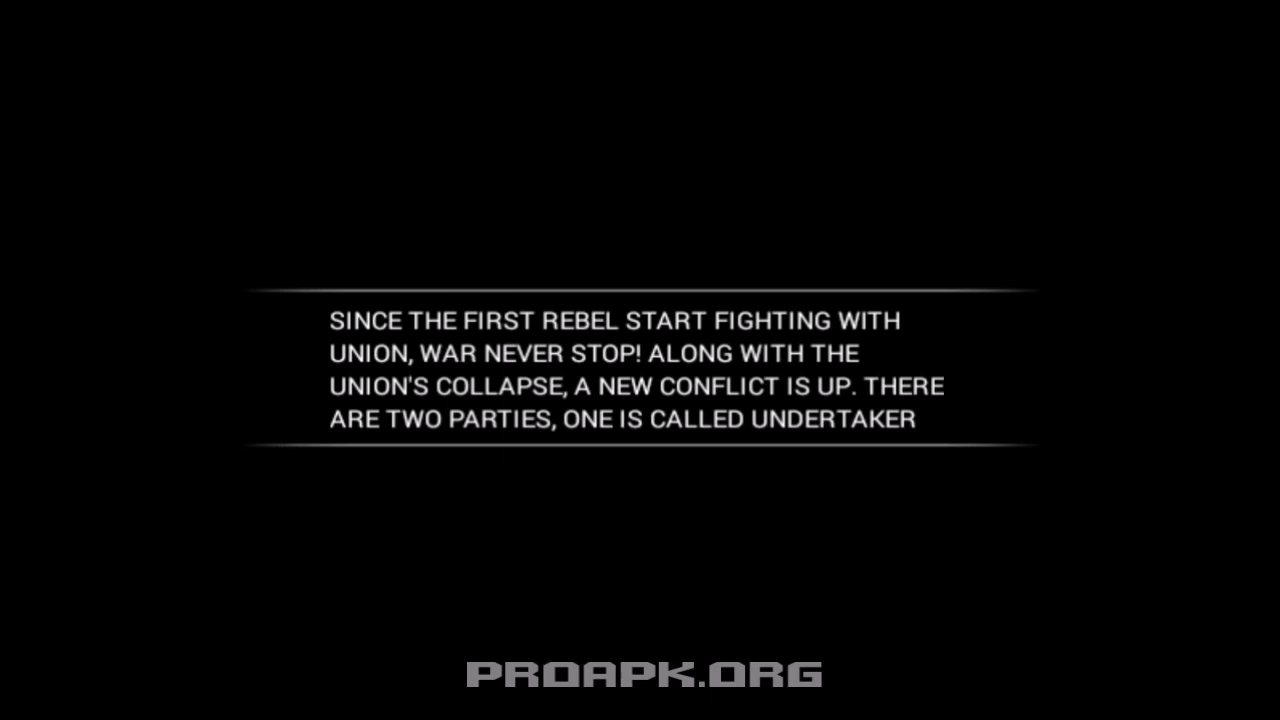 SINCE THE FIRST REBEL START FIGHTING WITH
UNION, WAR NEVER STOP! ALONG WITH THE
UNION'S COLLAPSE, A NEW CONFLICT IS UP. THERE
ARE TWO PARTIES, ONE IS CALLED UNDERTAKER
PROAPK.ORG